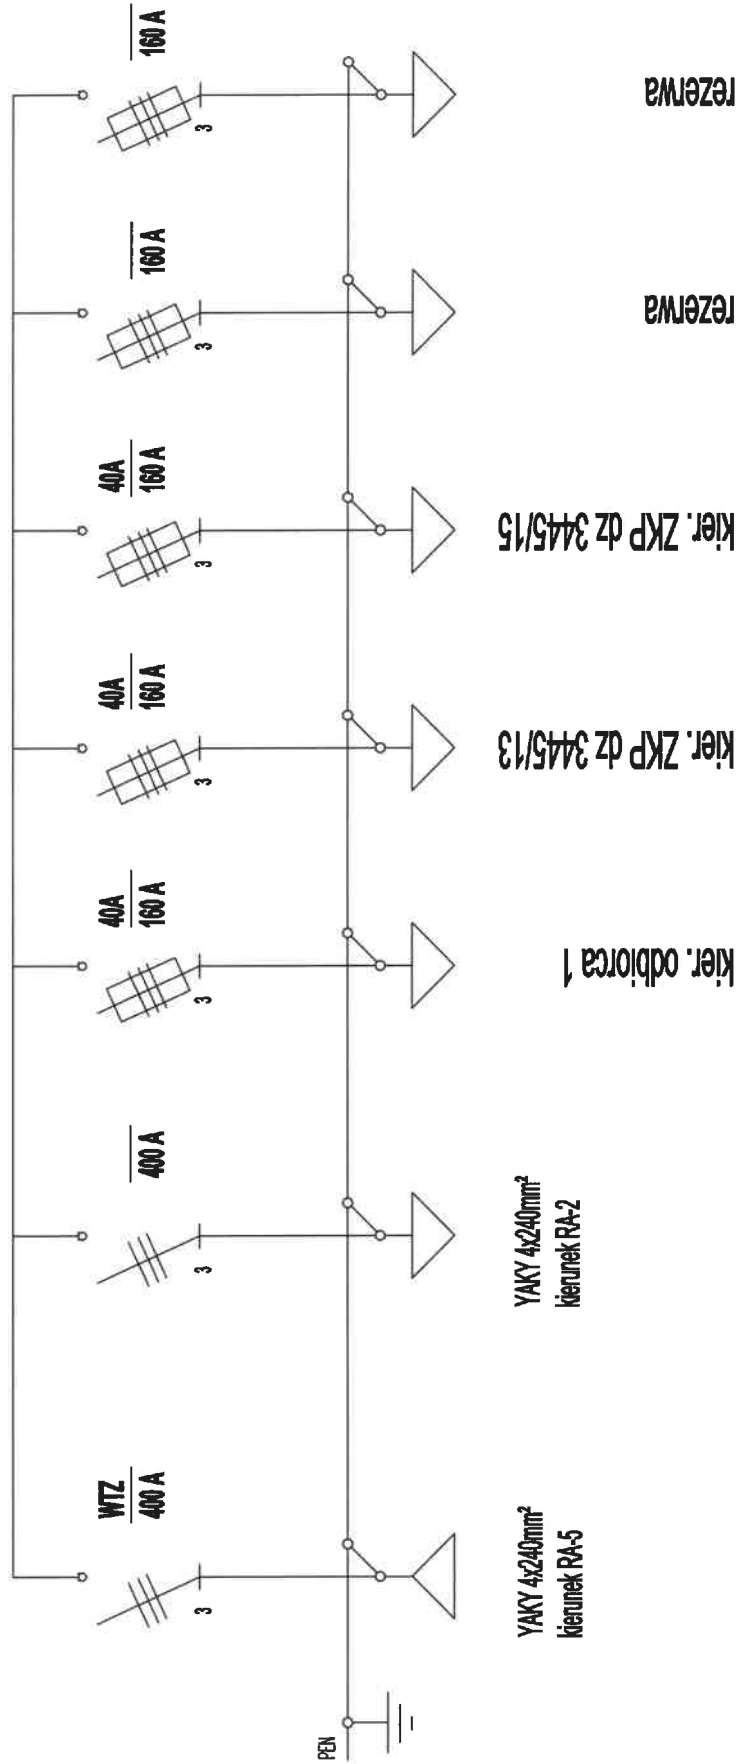 PEN
WTZ
400 A
3
YAKY 4x240mm²
kierunek RA-5
400 A
3
YAKY 4x240mm²
kierunek RA-2
40A
160 A
3
kier. odbiorca 1
40A
160 A
3
kier. ZKP dz 3445/13
40A
160 A
3
kier. ZKP dz 3445/15
160 A
3
rezerwa
160 A
3
rezerwa